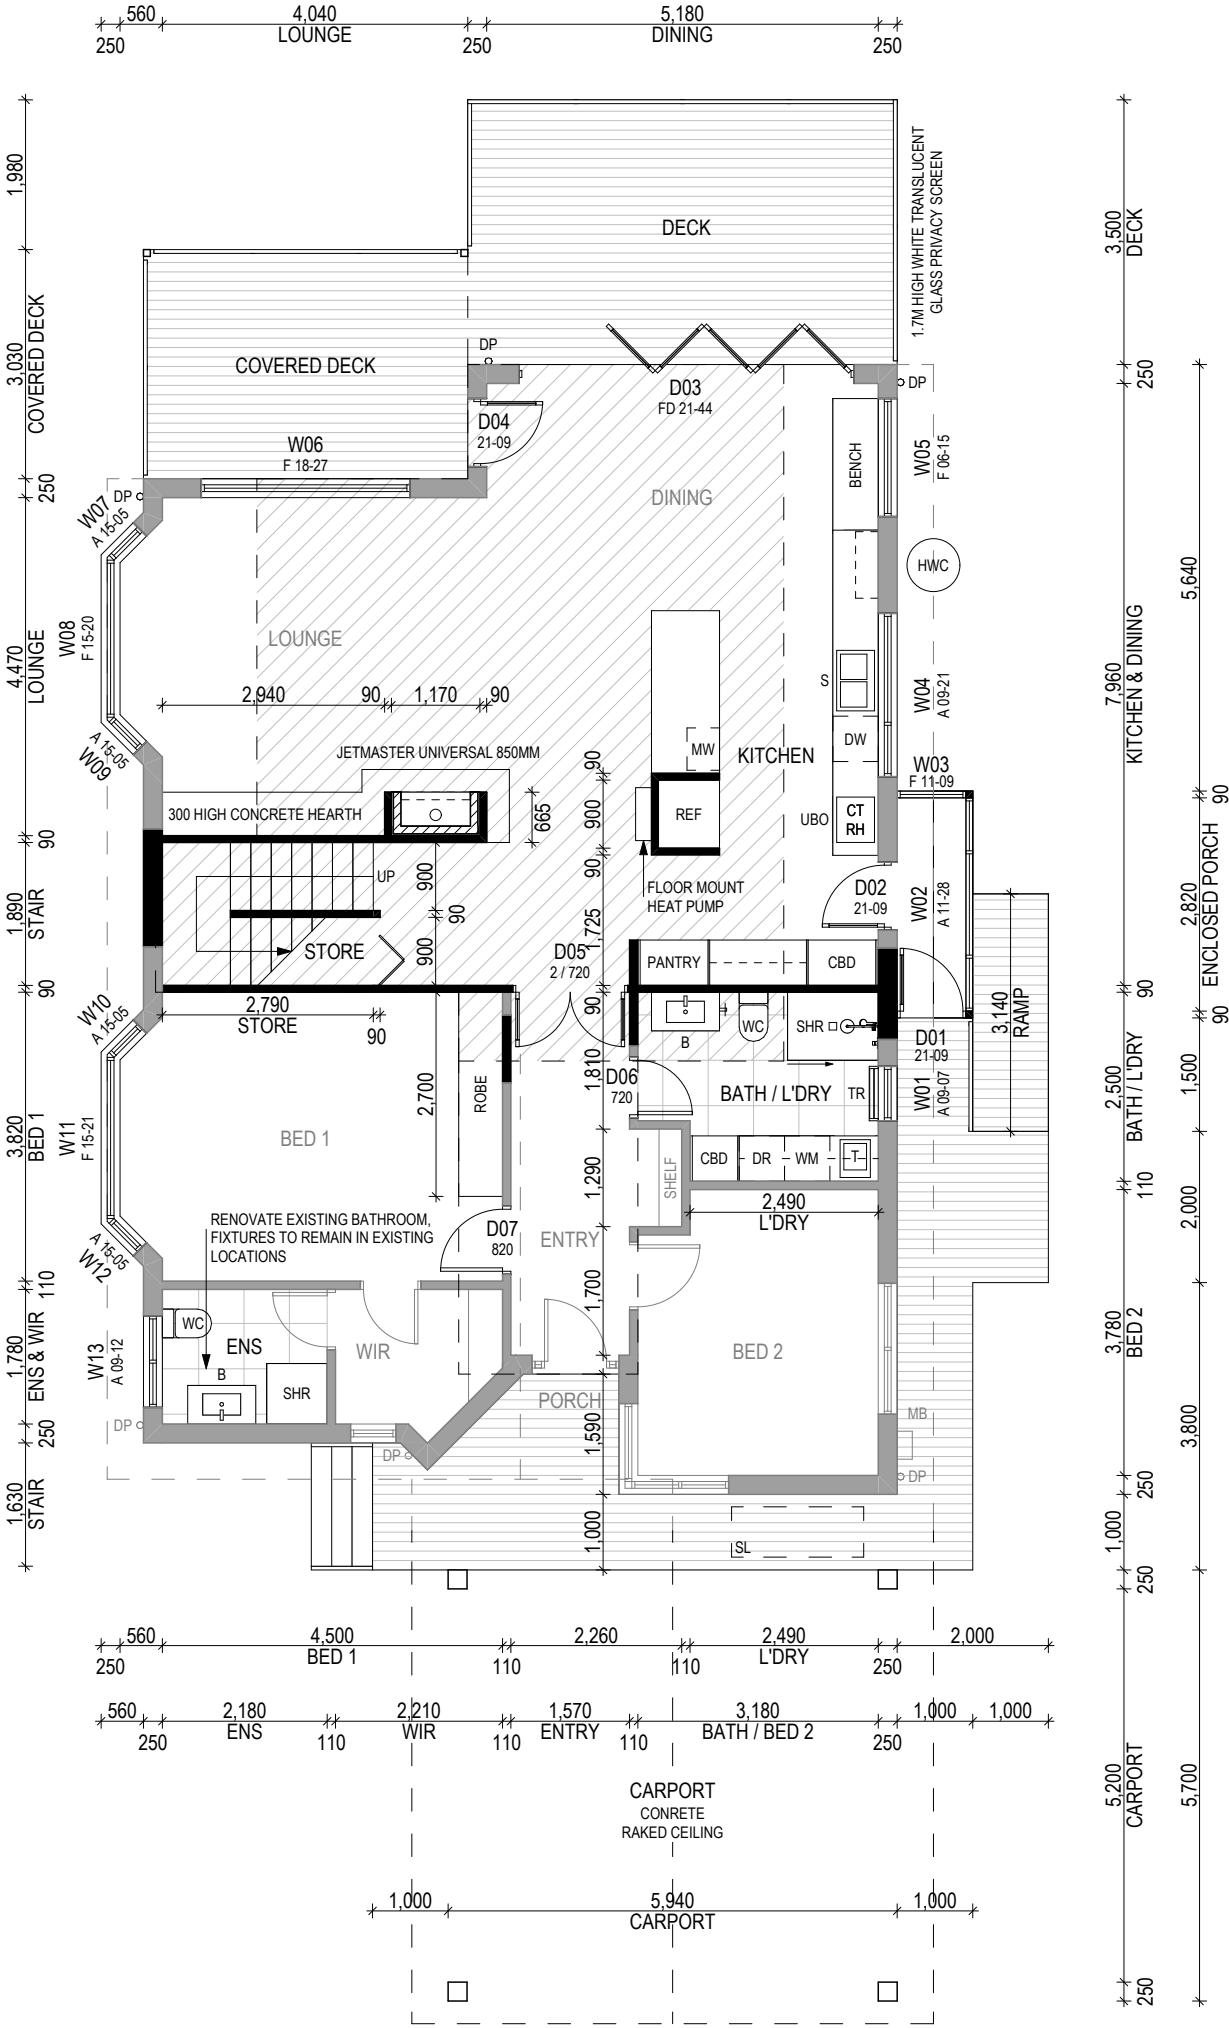 560
4,040
5,180
250
LOUNGE
250
DINING
250
1,980
3,030
COVERED DECK
250
4,470
LOUNGE
90
1,890
STAIR
90
3,820
BED 1
110
1,780
ENS & WIR
250
1,630
STAIR
DECK
1.7M HIGH WHITE TRANSLUCENT
GLASS PRIVACY SCREEN
COVERED DECK
DP
D03
FD 21-44
DP
D04
21-09
W06
F 18-27
BENCH
W05
F 06-15
DINING
DP
W07
A 15-05
HWC
W08
F 15-20
LOUNGE
2,940
90
1,170
90
S
W04
A 09-21
A 15-05
W09
JETMASTER UNIVERSAL 850MM
MW
KITCHEN
DW
W03
F 11-09
300 HIGH CONCRETE HEARTH
665
90
900
90
REF
UBO
CT
RH
UP
900
90
900
FLOOR MOUNT
HEAT PUMP
D02
21-09
W02
A 11-28
STORE
1,725
D05
2 / 720
PANTRY
CBD
W10
A 15-05
2,790
STORE
90
90
WC
B
SHR
D01
21-09
3,140
RAMP
2,700
ROBE
1,810
D06
720
BATH / L'DRY
TR
W01
A 09-07
W11
F 15-21
BED 1
1,290
SHELF
CBD
DR
WM
T
2,490
L'DRY
RENOVATE EXISTING BATHROOM,
FIXTURES TO REMAIN IN EXISTING
LOCATIONS
D07
820
ENTRY
A 15-05
W12
1,700
WC
ENS
WIR
BED 2
W13
A 09-12
B
SHR
PORCH
1,590
MB
DP
DP
DP
1,000
SL
3,500
DECK
250
7,960
KITCHEN & DINING
90
2,500
BATH / L'DRY
110
3,780
BED 2
250
1,000
250
5,200
CARPORT
250
5,640
90
2,820
ENCLOSED PORCH
90
1,500
2,000
3,800
5,700
560
4,500
2,260
2,490
2,000
250
BED 1
110
110
L'DRY
250
560
2,180
2,210
1,570
3,180
1,000
1,000
250
ENS
110
WIR
110
ENTRY
110
BATH / BED 2
250
CARPORT
CONRETE
RAKED CEILING
1,000
5,940
1,000
CARPORT